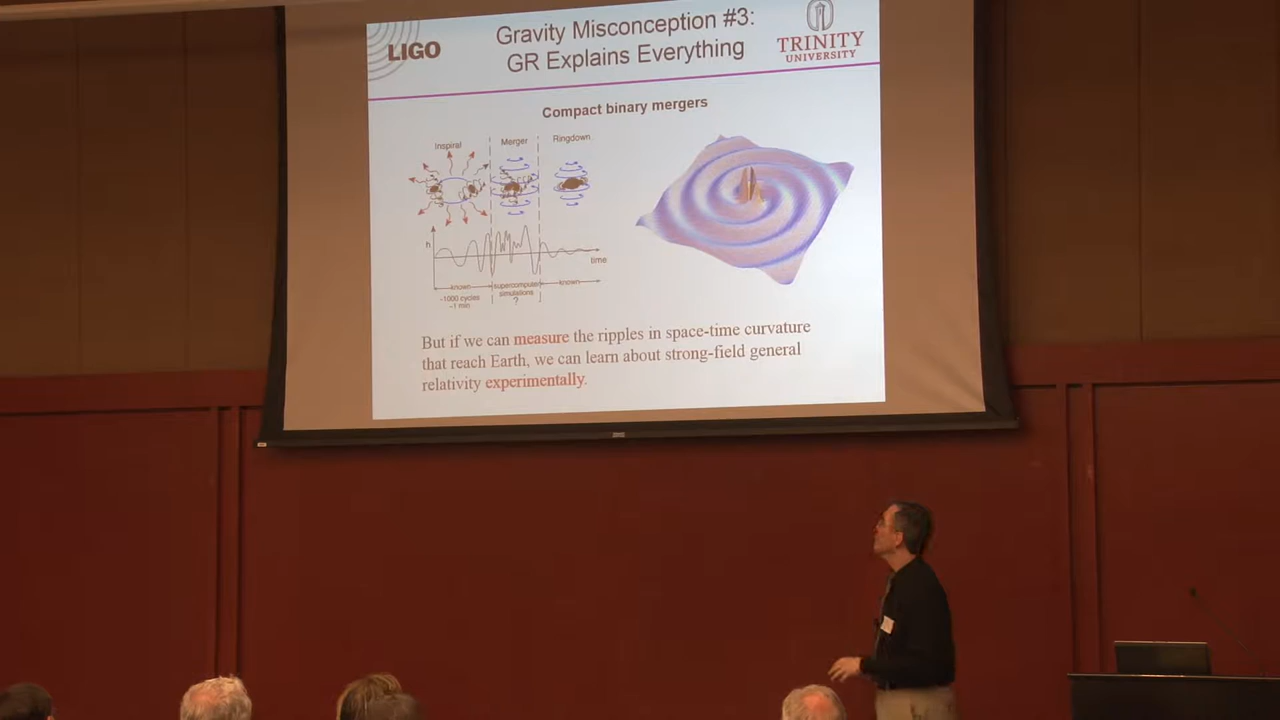 LIGO
Gravity Misconception #3:
GR Explains Everything
TRINITY
UNIVERSITY
Compact binary mergers
Inspiral
Merger
Ringdown
h
time
known
supercomputer
simulations
?
known
~1000 cycles
~1 min
But if we can measure the ripples in space-time curvature
that reach Earth, we can learn about strong-field general
relativity experimentally.